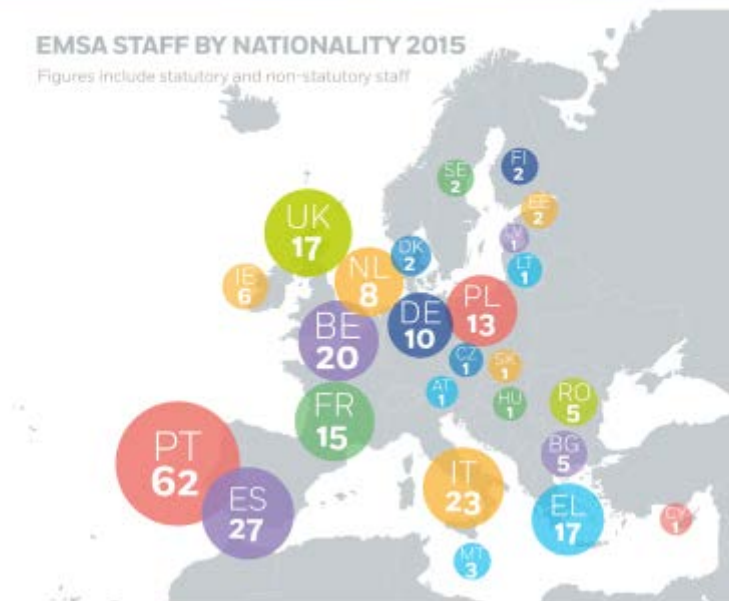 EMSA STAFF BY NATIONALITY 2015
Figures include statutory and non-statutory staff
SE
2
FI
2
EE
2
UK
17
LV
1
DK
2
LT
1
IE
6
NL
8
PL
13
DE
10
BE
20
CZ
1
SK
1
AT
1
HU
1
RO
5
FR
15
BG
5
PT
62
ES
27
IT
23
EL
17
CY
1
MT
3